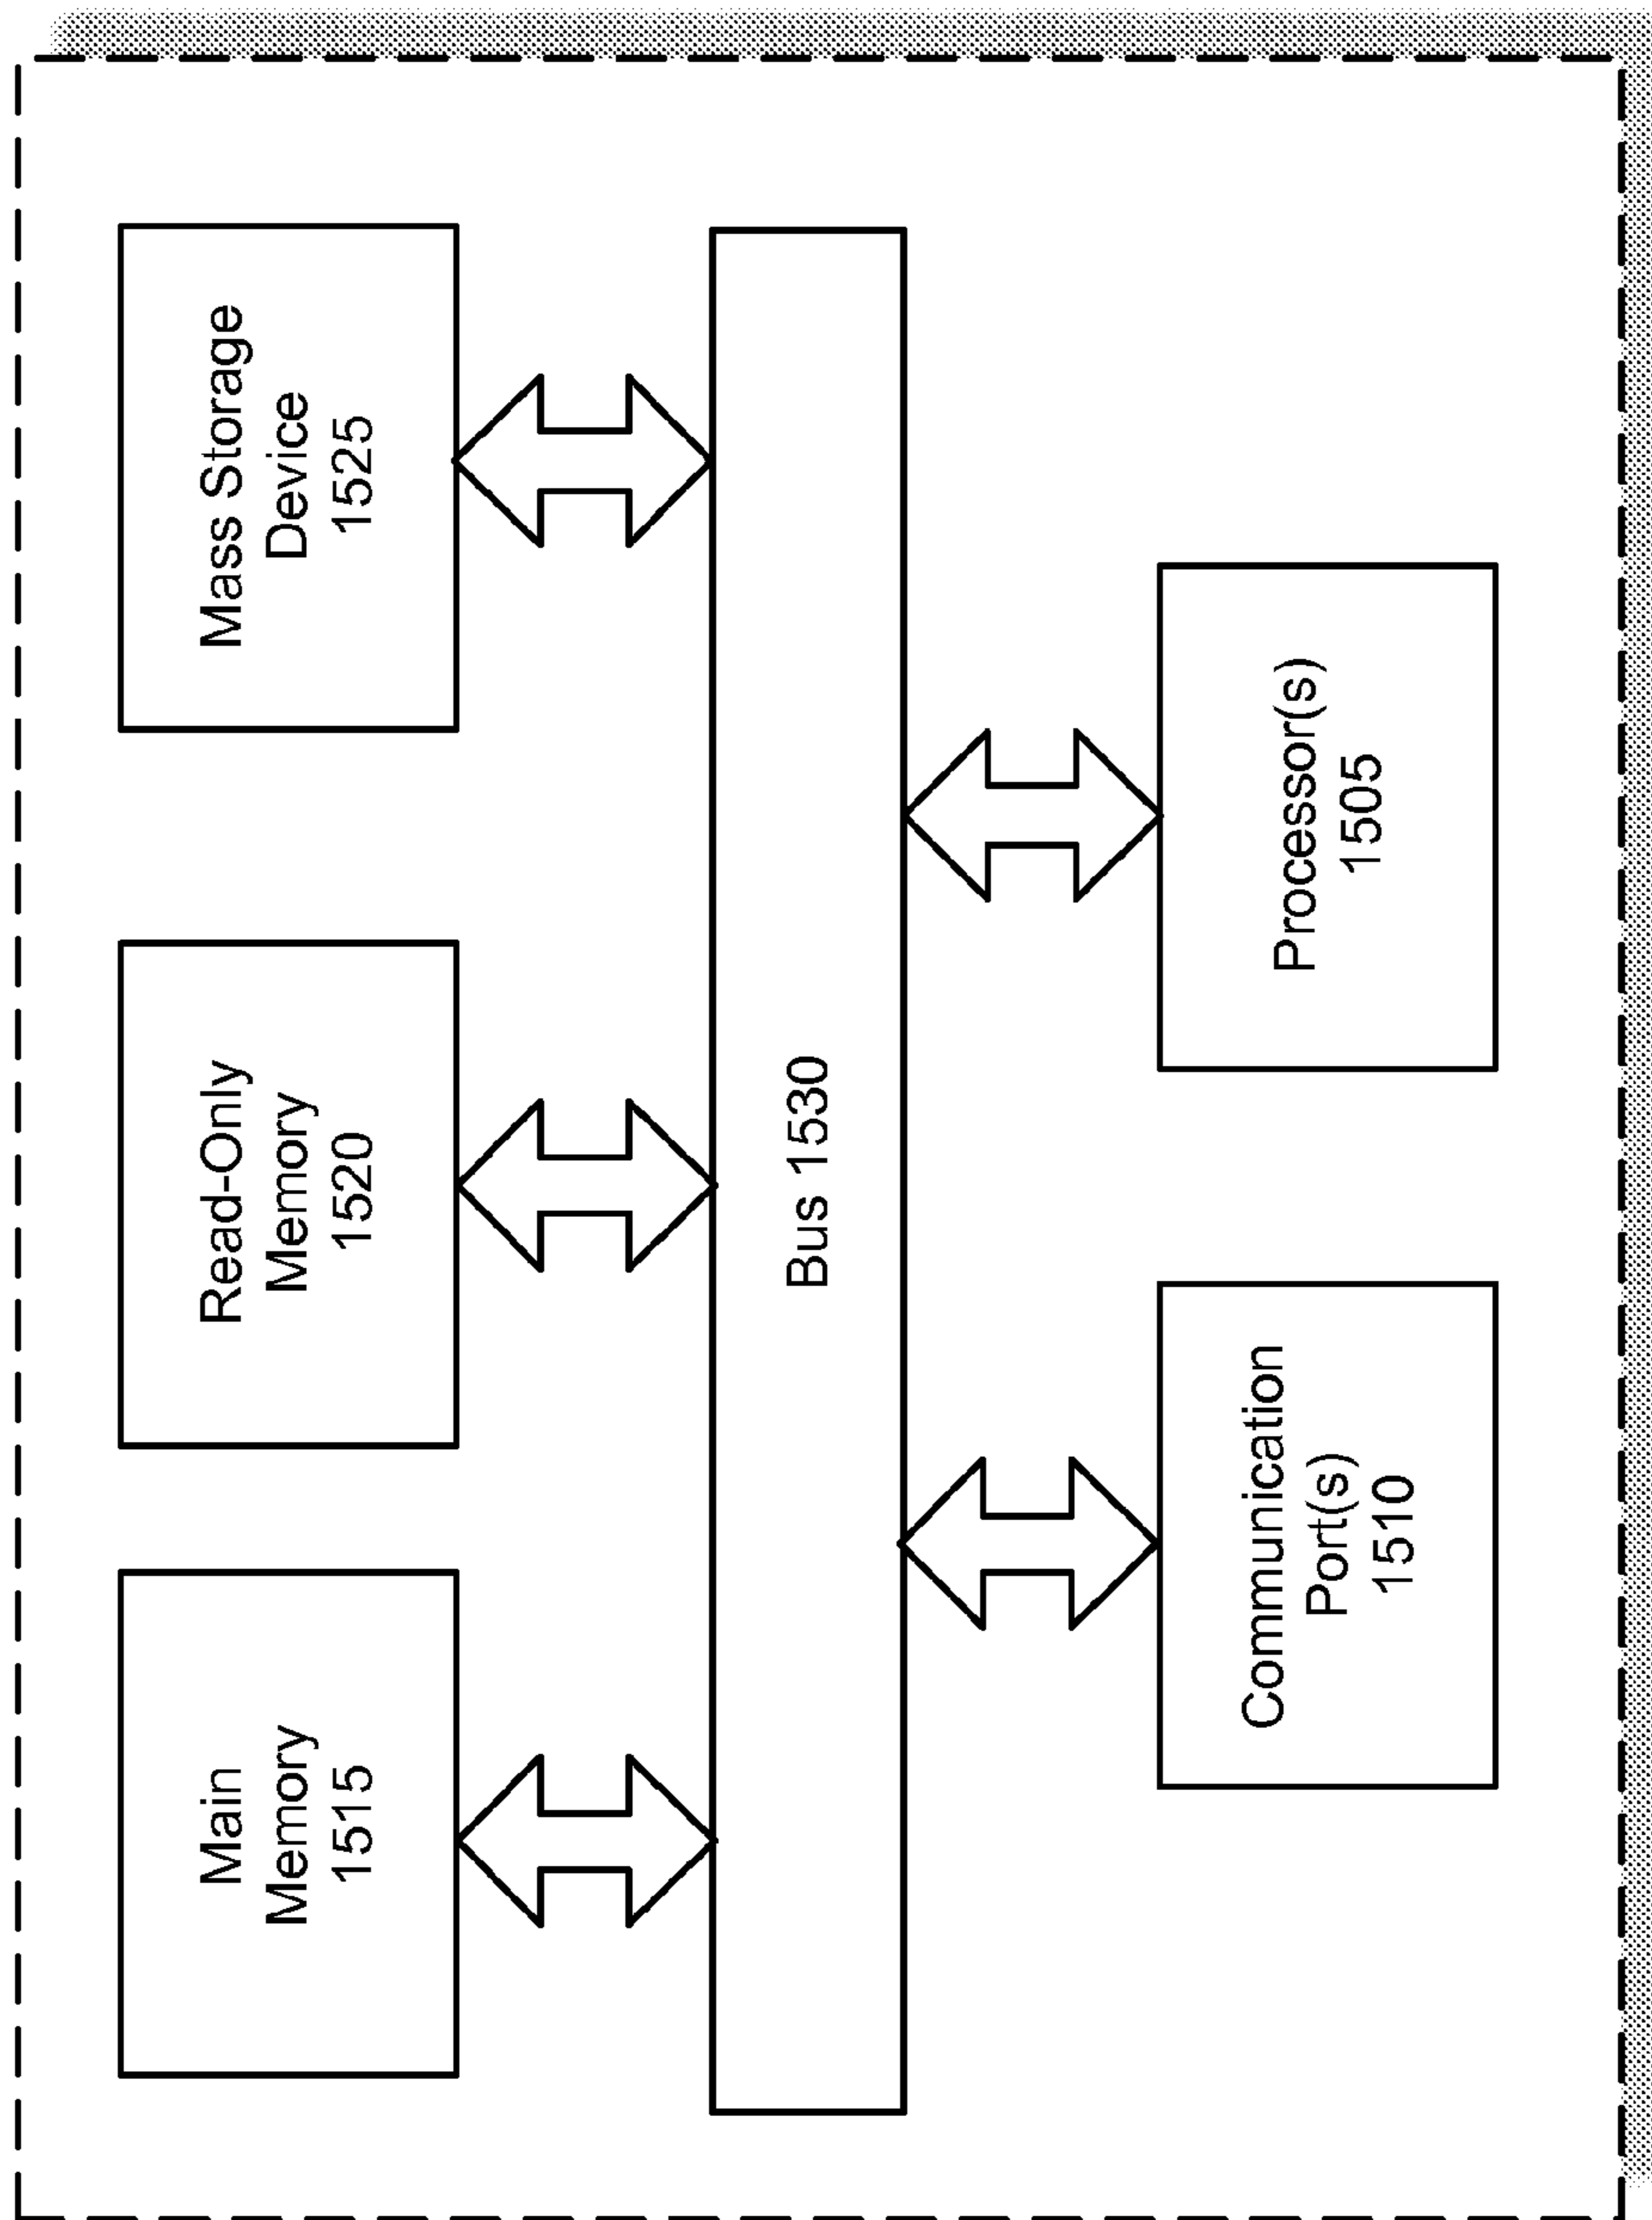 Main
Memory
1515
Read-Only
Memory
1520
Mass Storage
Device
1525
Bus 1530
Communication
Port(s)
1510
Processor(s)
1505